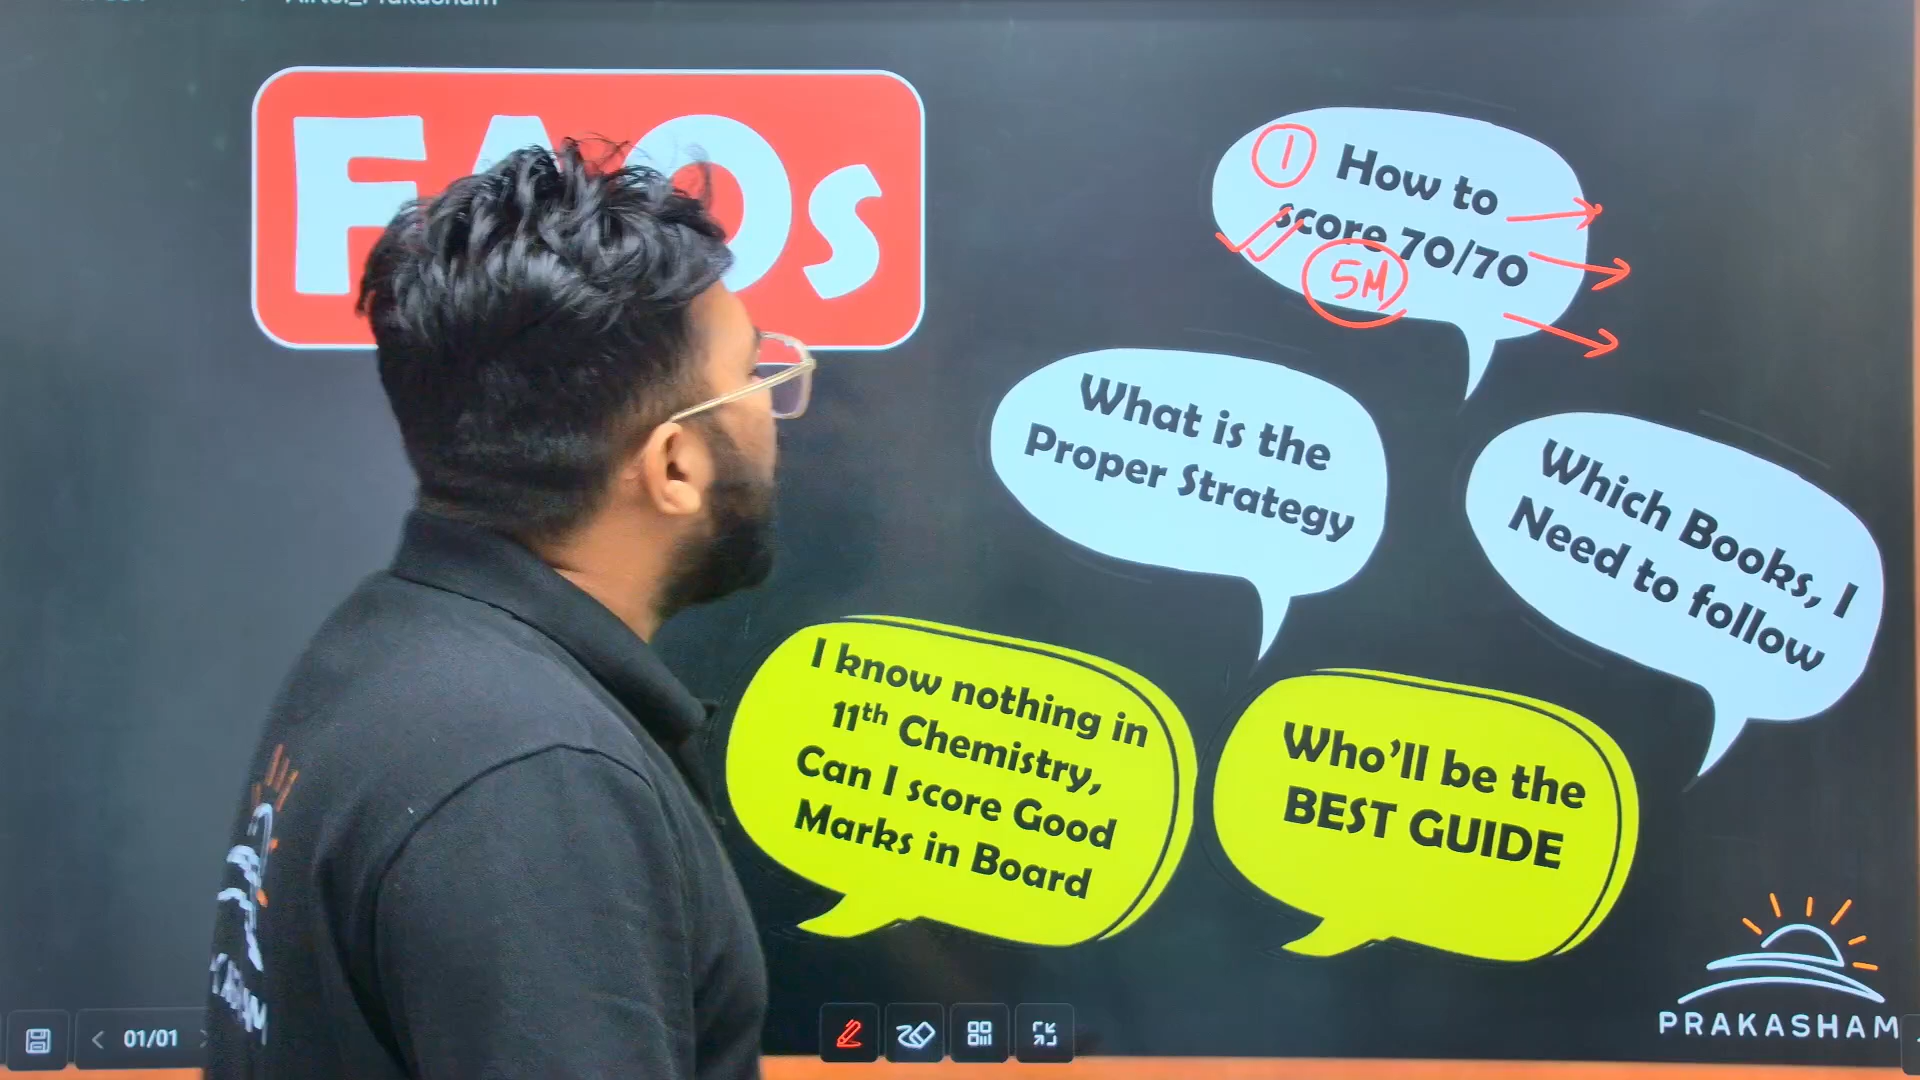 FAQs
1
How to
score 70/70
5M
What is the
Proper Strategy
Which Books, I
Need to follow
I know nothing in
11th Chemistry,
Can I score Good
Marks in Board
Who'll be the
BEST GUIDE
PRAKASHAM
01/01